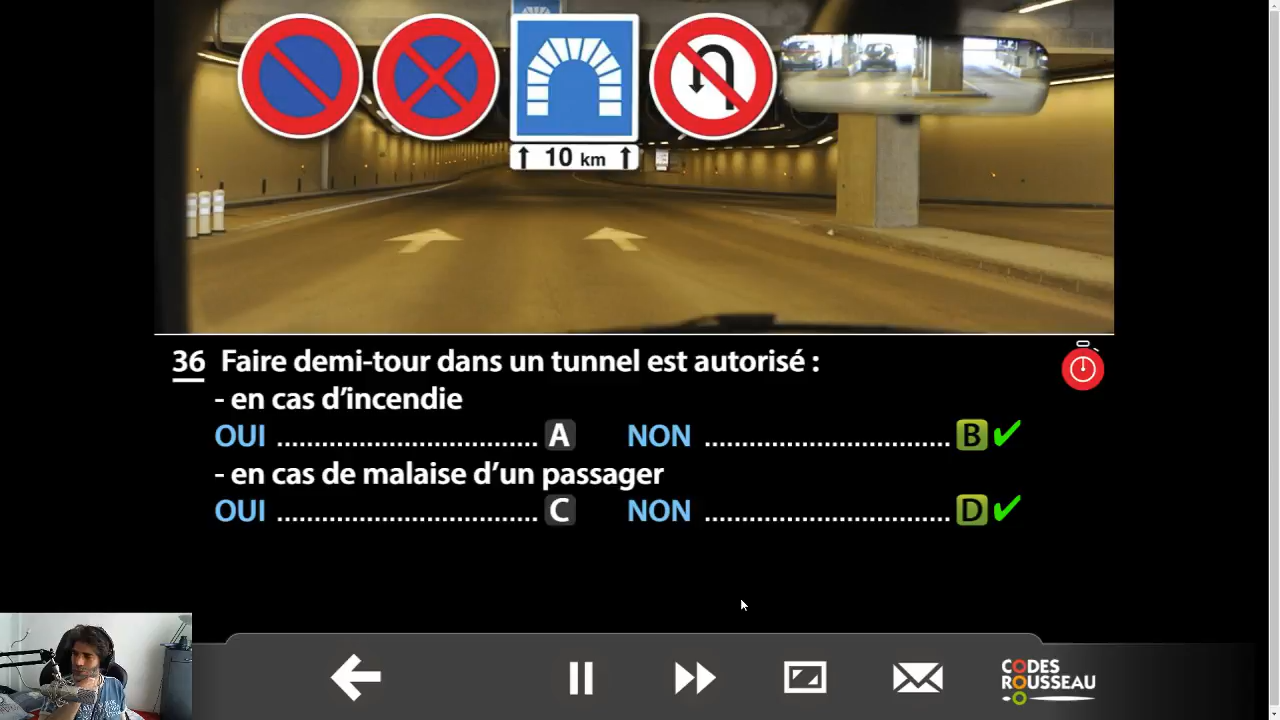 ↑ 10 km ↑
36 Faire demi-tour dans un tunnel est autorisé :
- en cas d’incendie
OUI ................................... A NON ................................. B ✔
- en cas de malaise d’un passager
OUI ................................... C NON ................................. D ✔
CODES
ROUSSEAU